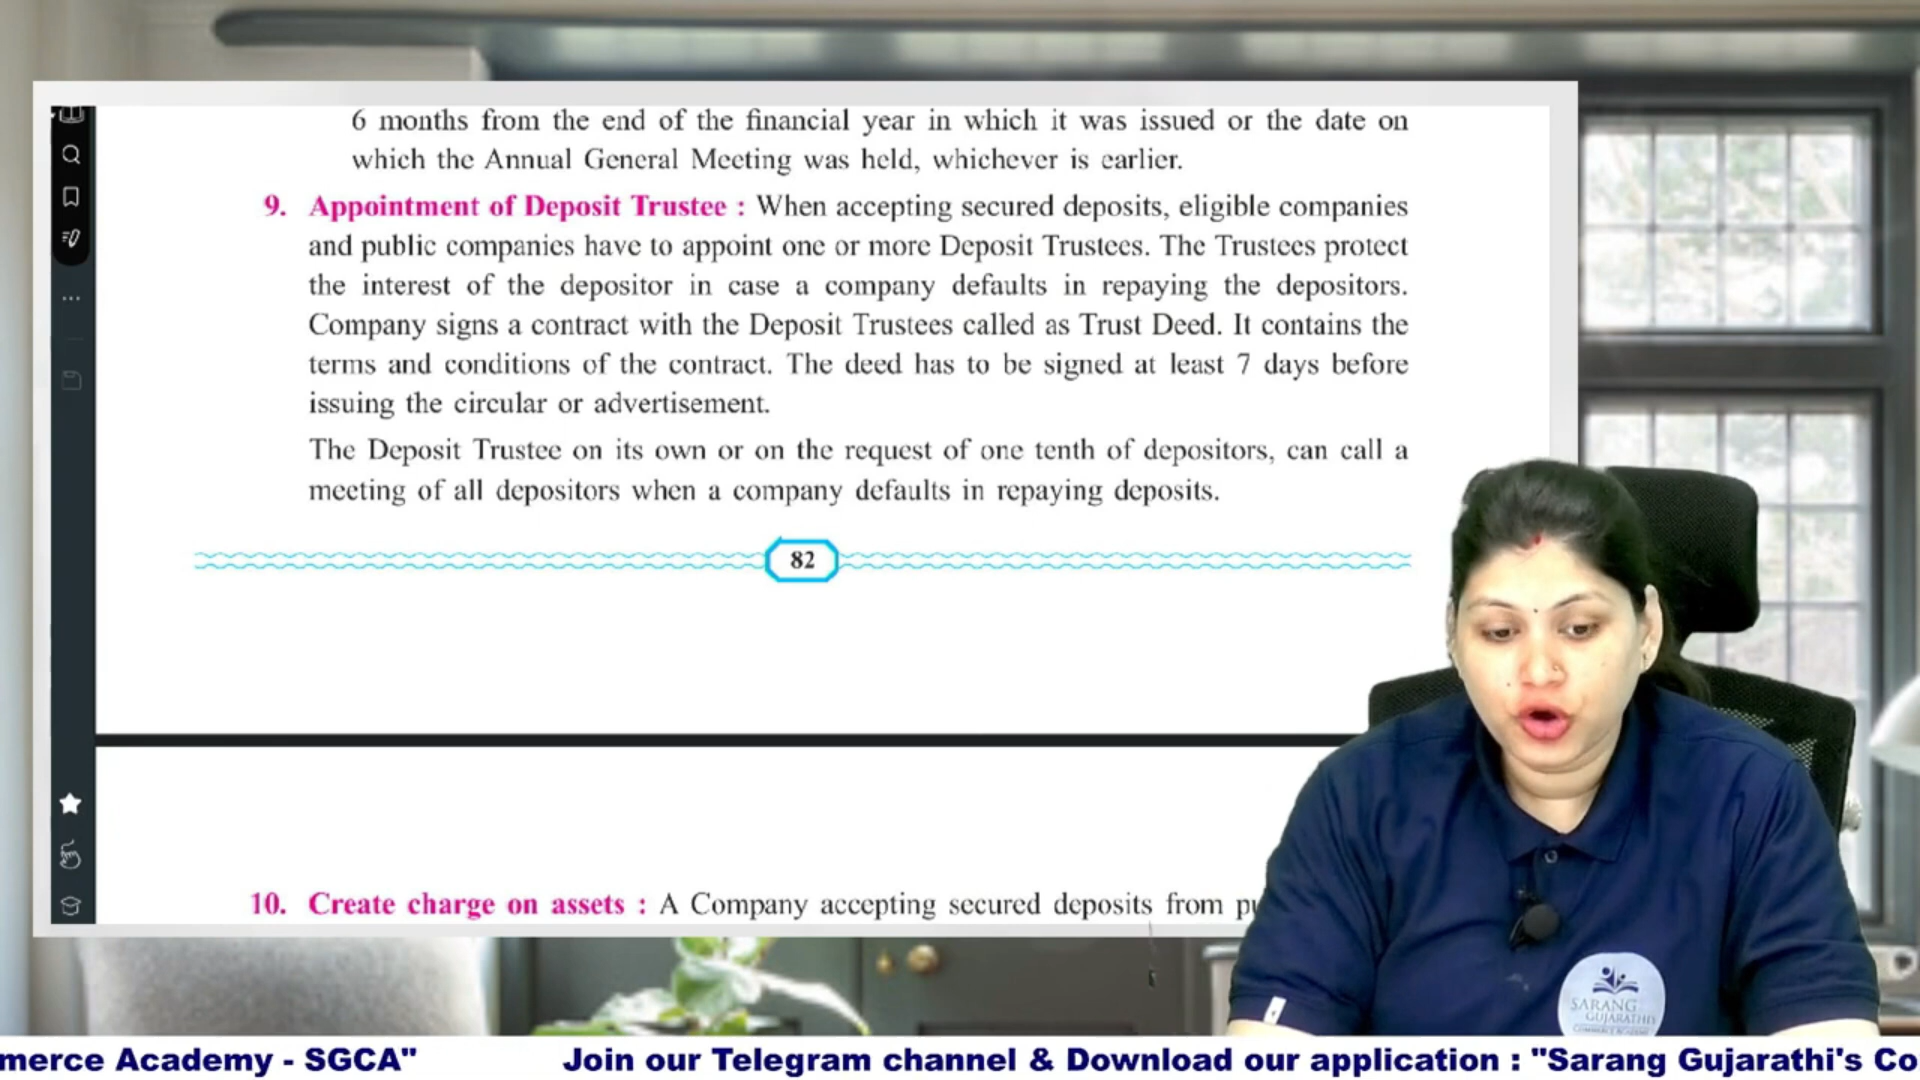 6 months from the end of the financial year in which it was issued or the date on
which the Annual General Meeting was held, whichever is earlier.
9. Appointment of Deposit Trustee : When accepting secured deposits, eligible companies
and public companies have to appoint one or more Deposit Trustees. The Trustees protect
the interest of the depositor in case a company defaults in repaying the depositors.
Company signs a contract with the Deposit Trustees called as Trust Deed. It contains the
terms and conditions of the contract. The deed has to be signed at least 7 days before
issuing the circular or advertisement.
The Deposit Trustee on its own or on the request of one tenth of depositors, can call a
meeting of all depositors when a company defaults in repaying deposits.
82
10. Create charge on assets : A Company accepting secured deposits from pu
SARANG
GUJARATHI'S
COMMERCE ACADEMY
merce Academy - SGCA" Join our Telegram channel & Download our application : "Sarang Gujarathi's Co